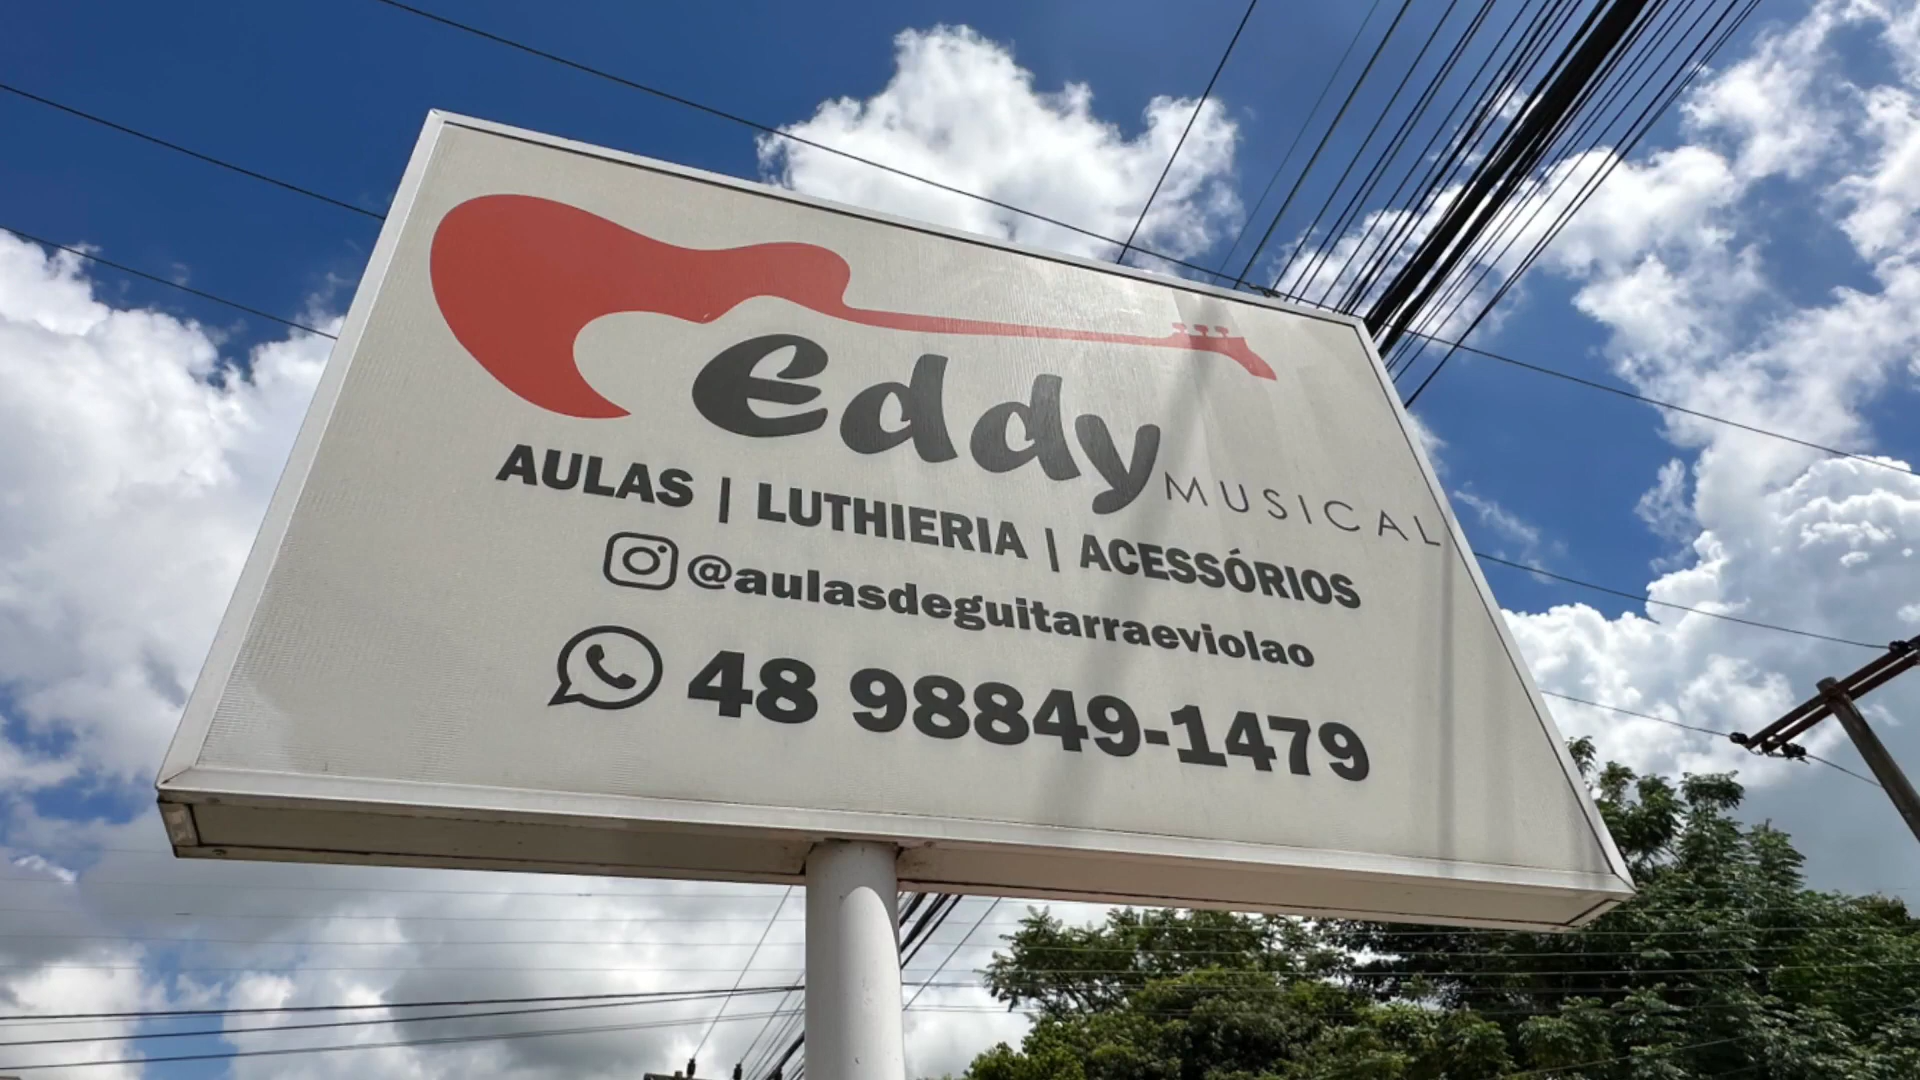 eddy MUSICAL
AULAS | LUTHIERIA | ACESSÓRIOS
@aulasdeguitarraeviolao
48 98849-1479